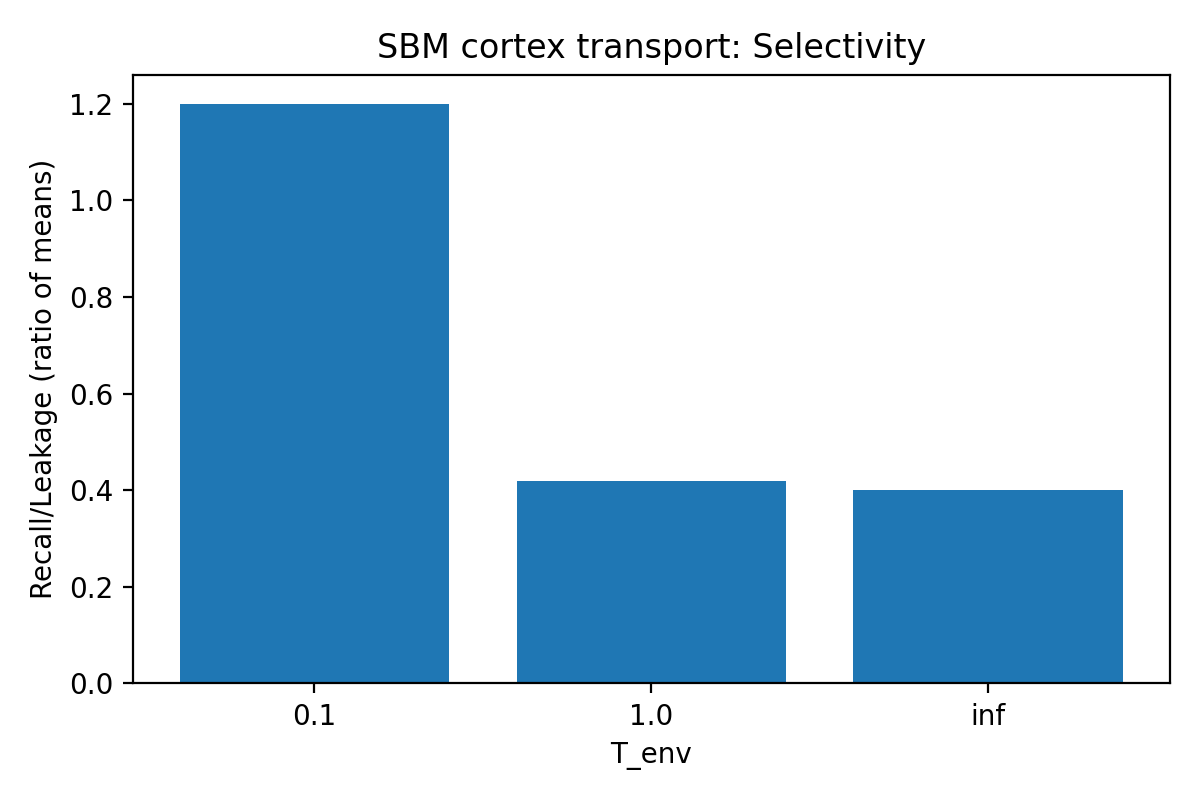 SBM cortex transport: Selectivity
Recall/Leakage (ratio of means)
1.2
1.0
0.8
0.6
0.4
0.2
0.0
0.1
1.0
inf
T_env